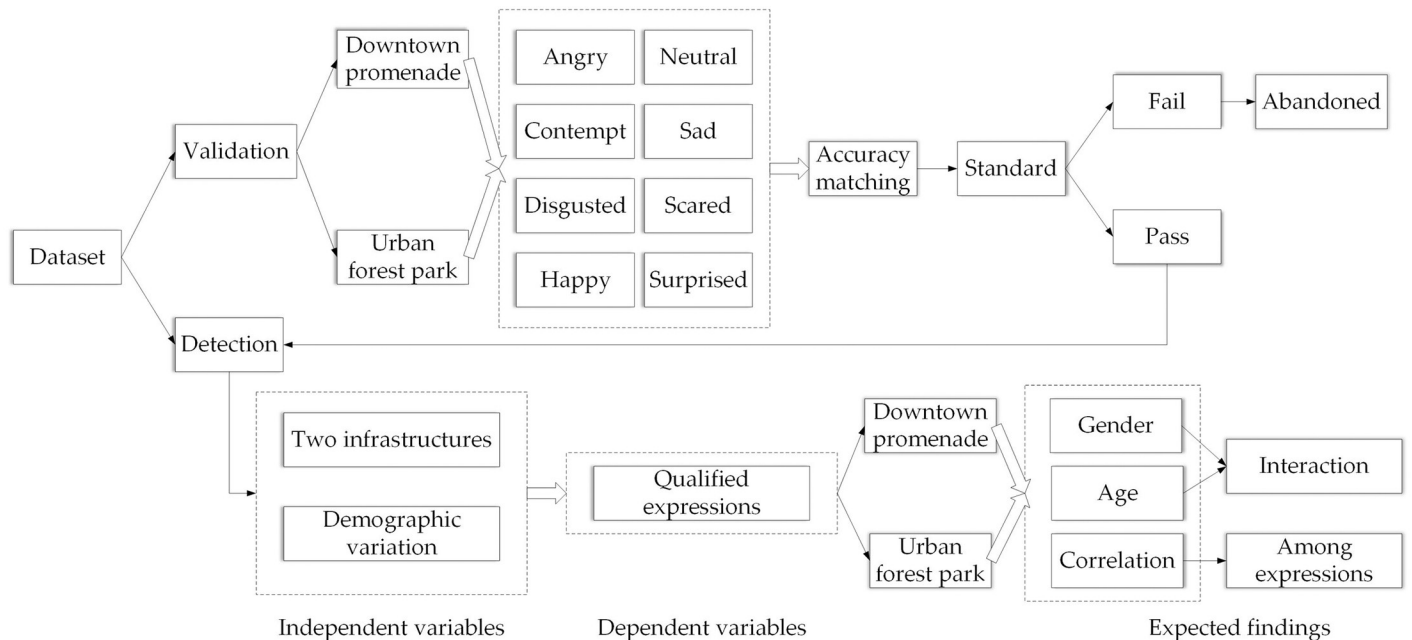 Downtown
promenade
Angry
Neutral
Fail
Abandoned
Validation
Contempt
Sad
Accuracy
matching
Standard
Disgusted
Scared
Dataset
Urban
forest park
Pass
Happy
Surprised
Detection
Two infrastructures
Downtown
promenade
Gender
Interaction
Qualified
expressions
Age
Demographic
variation
Urban
forest park
Correlation
Among
expressions
Independent variables
Dependent variables
Expected findings